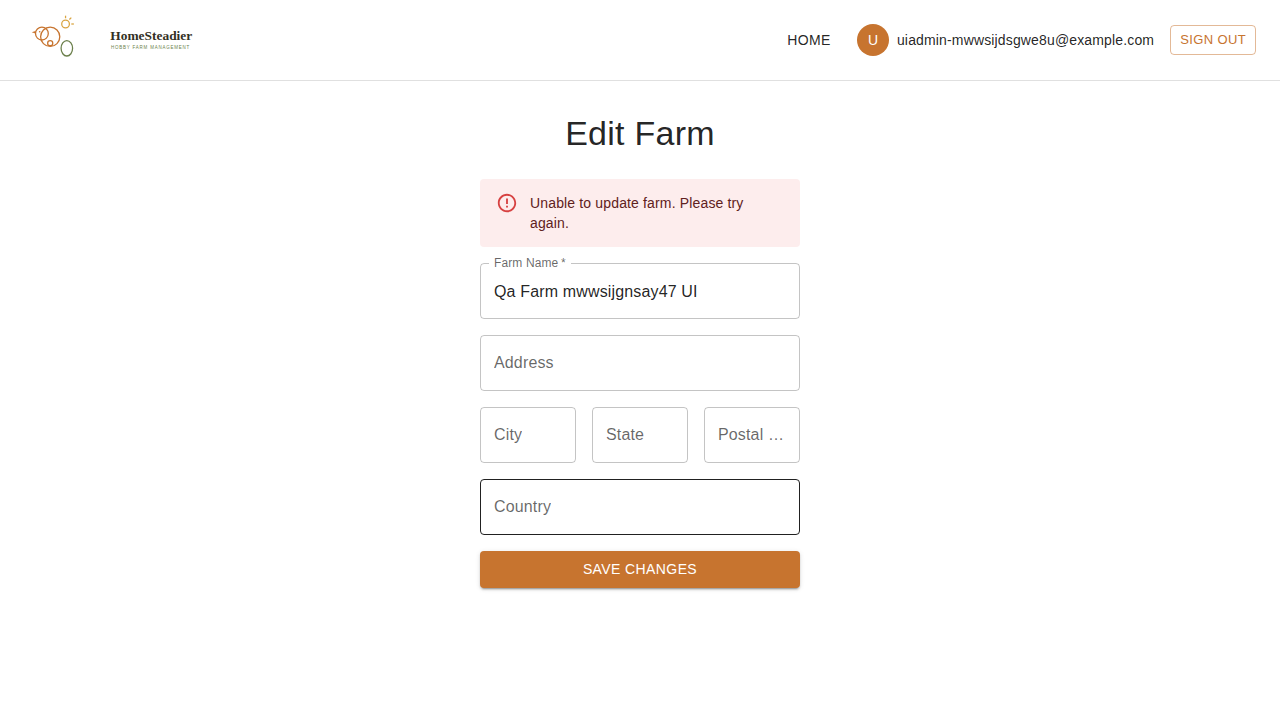 HomeSteadier
HOBBY FARM MANAGEMENT
HOME
U
uiadmin-mwwsijdsgwe8u@example.com
SIGN OUT
Edit Farm
Unable to update farm. Please try
again.
Farm Name *
Qa Farm mwwsijgnsay47 UI
Address
City
State
Postal …
Country
SAVE CHANGES